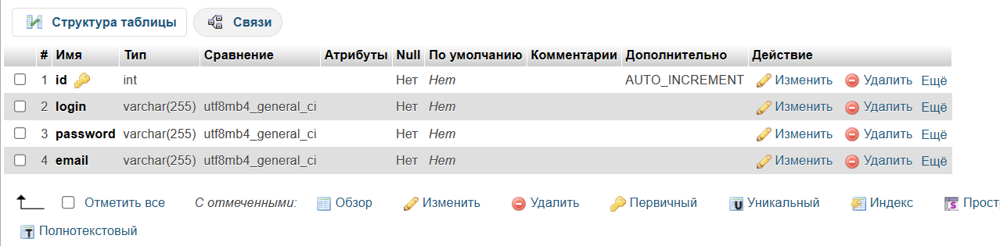 Структура таблицы Связи
# Имя Тип Сравнение Атрибуты Null По умолчанию Комментарии Дополнительно Действие
1 id int Нет Нет AUTO_INCREMENT Изменить Удалить Ещё
2 login varchar(255) utf8mb4_general_ci Нет Нет Изменить Удалить Ещё
3 password varchar(255) utf8mb4_general_ci Нет Нет Изменить Удалить Ещё
4 email varchar(255) utf8mb4_general_ci Нет Нет Изменить Удалить Ещё
Отметить все С отмеченными: Обзор Изменить Удалить Первичный Уникальный Индекс Прост
Полнотекстовый